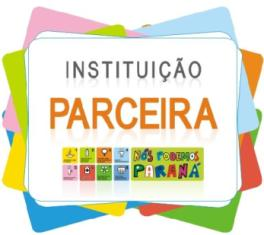 INSTITUIÇÃO
PARCEIRA
NÓS PODEMOS
PARANÁ